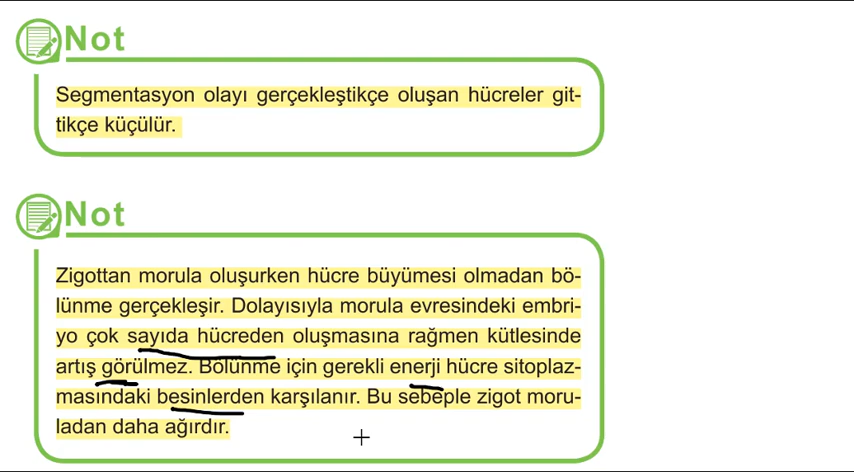 Not
Segmentasyon olayı gerçekleştikçe oluşan hücreler git-
tikçe küçülür.
Not
Zigottan morula oluşurken hücre büyümesi olmadan bö-
lünme gerçekleşir. Dolayısıyla morula evresindeki embri-
yo çok sayıda hücreden oluşmasına rağmen kütlesinde
artış görülmez. Bölünme için gerekli enerji hücre sitoplaz-
masındaki besinlerden karşılanır. Bu sebeple zigot moru-
ladan daha ağırdır.